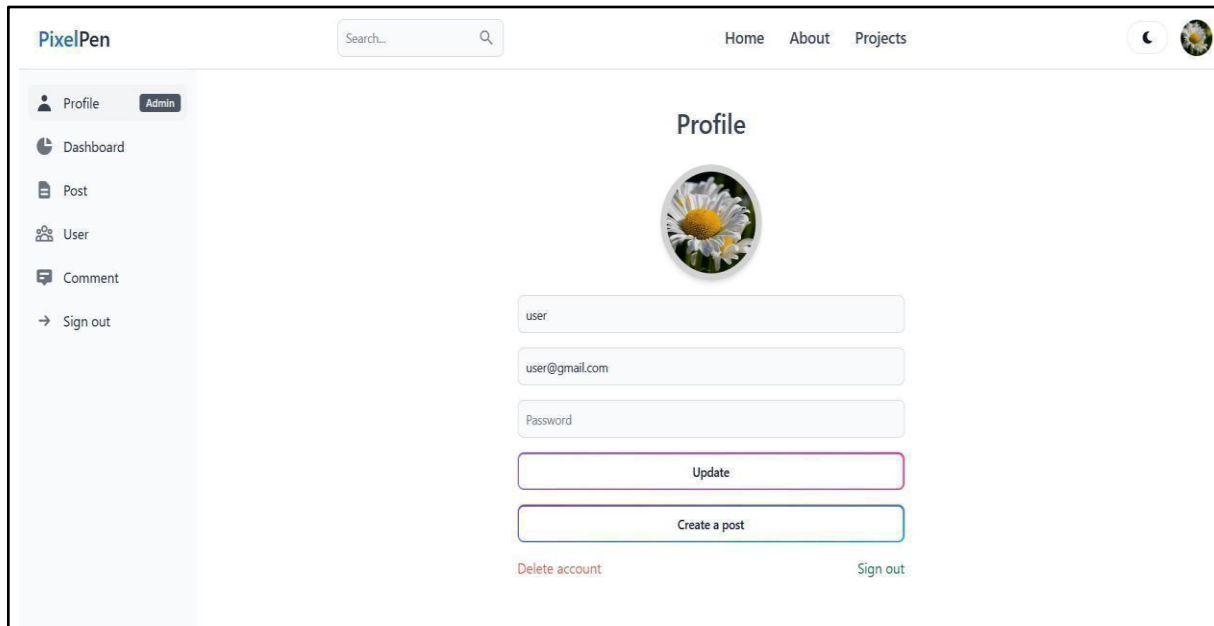 PixelPen
Search...
Home About Projects
Profile Admin
Dashboard
Post
User
Comment
Sign out
Profile
user
user@gmail.com
Password
Update
Create a post
Delete account Sign out